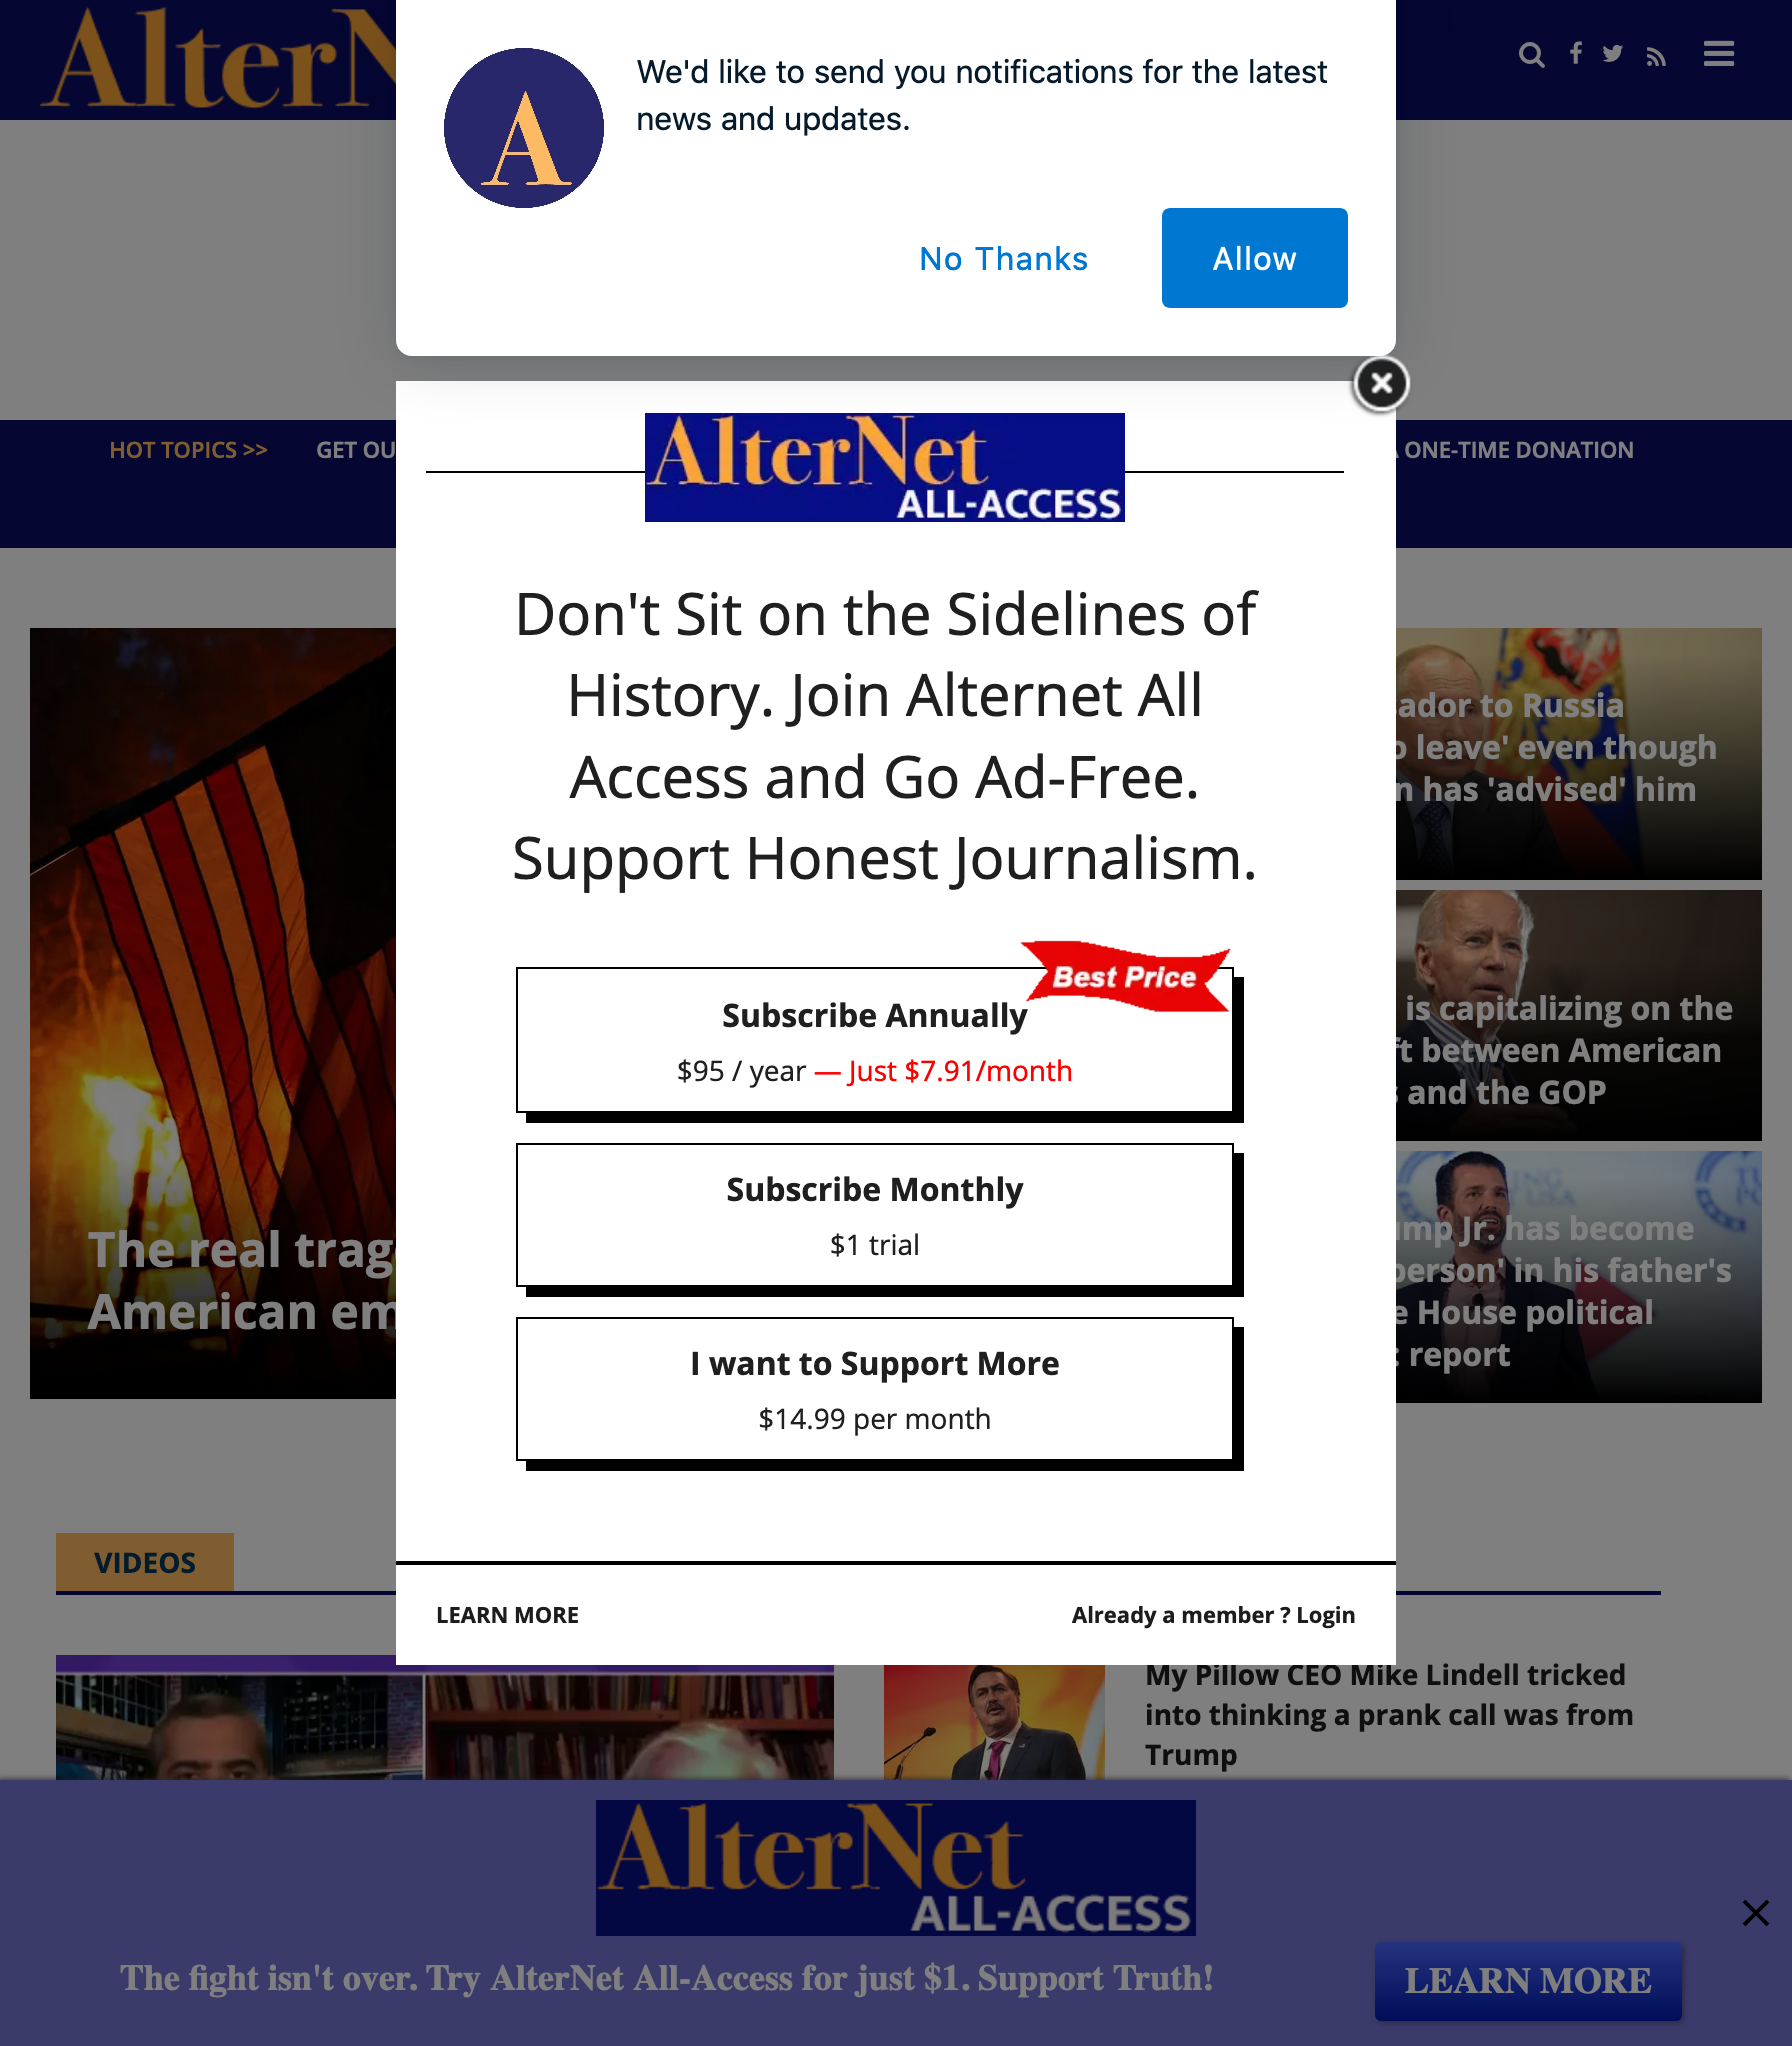 AlterN
We'd like to send you notifications for the latest
news and updates.
A
No Thanks
Allow
HOT TOPICS >>
GET OU
ONE-TIME DONATION
AlterNet
ALL-ACCESS
Don't Sit on the Sidelines of
History. Join Alternet All
Access and Go Ad-Free.
Support Honest Journalism.
Best Price
Subscribe Annually
$95 / year — Just $7.91/month
Subscribe Monthly
$1 trial
I want to Support More
$14.99 per month
LEARN MORE
Already a member ? Login
The real trag
American em
ador to Russia
o leave' even though
n has 'advised' him
is capitalizing on the
ft between American
s and the GOP
ump Jr. has become
person' in his father's
e House political
: report
VIDEOS
My Pillow CEO Mike Lindell tricked
into thinking a prank call was from
Trump
AlterNet
ALL-ACCESS
The fight isn't over. Try AlterNet All-Access for just $1. Support Truth!
LEARN MORE